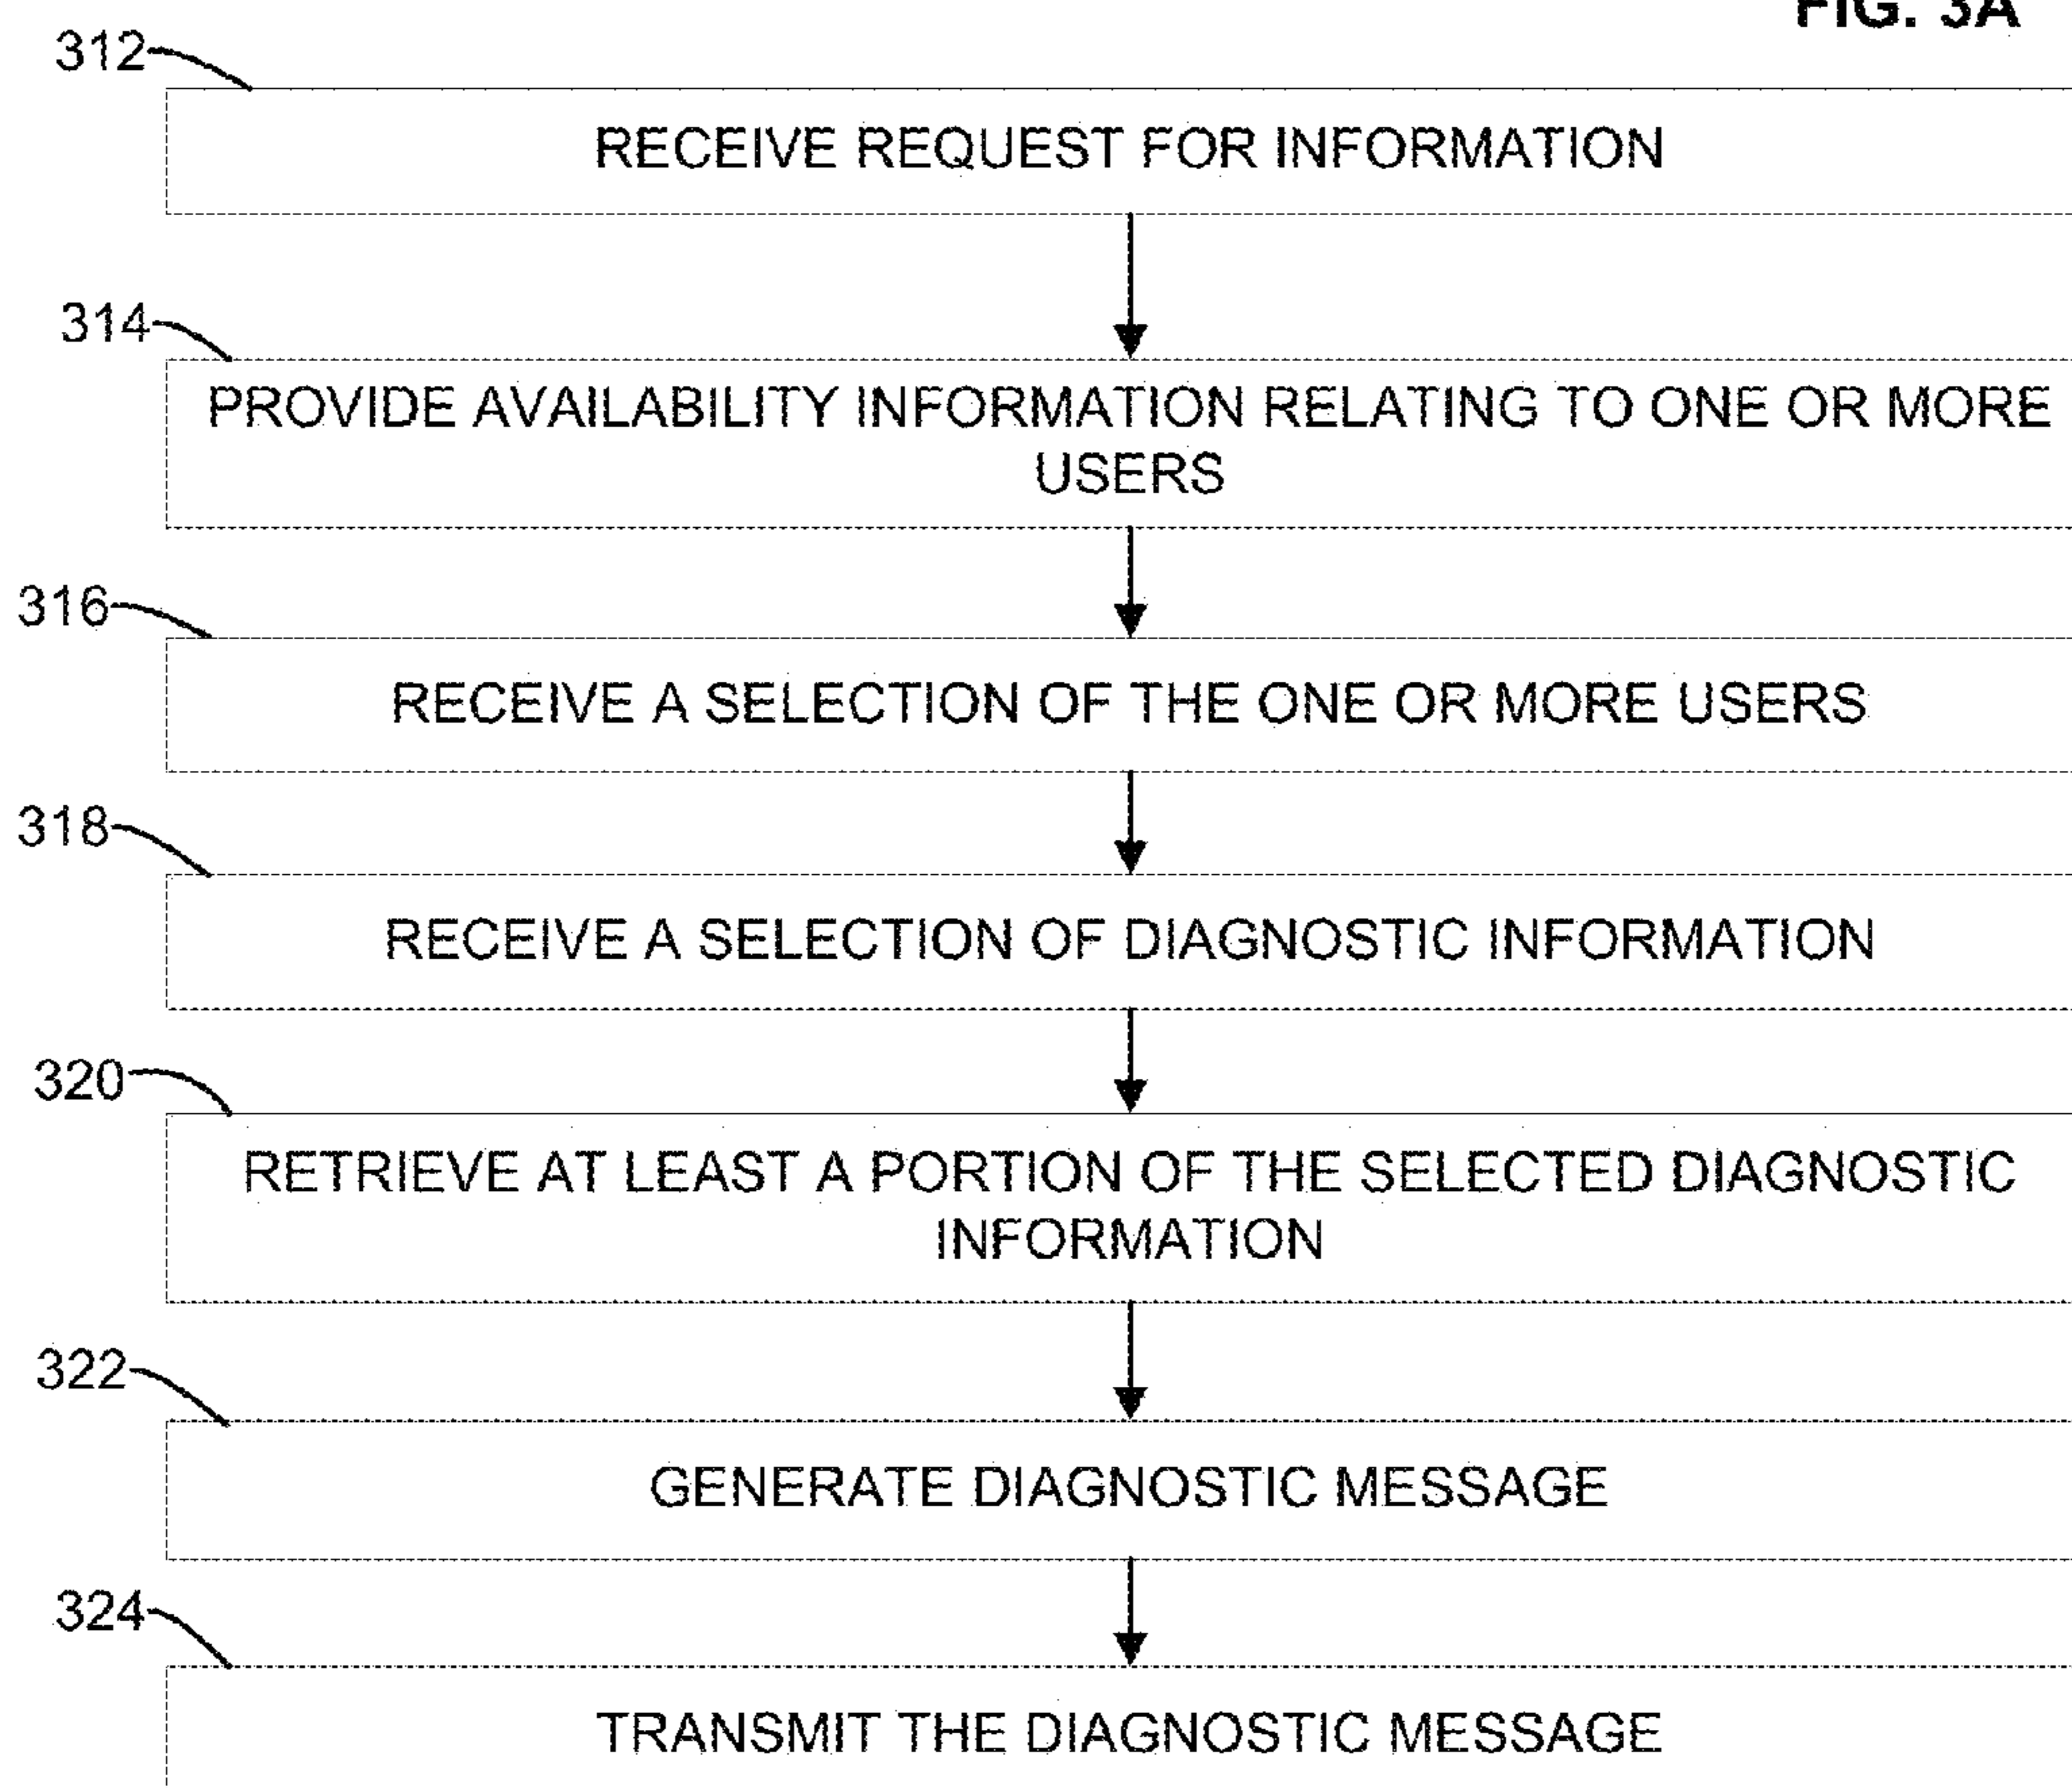 FIG. 3A
312
RECEIVE REQUEST FOR INFORMATION
314
PROVIDE AVAILABILITY INFORMATION RELATING TO ONE OR MORE
USERS
316
RECEIVE A SELECTION OF THE ONE OR MORE USERS
318
RECEIVE A SELECTION OF DIAGNOSTIC INFORMATION
320
RETRIEVE AT LEAST A PORTION OF THE SELECTED DIAGNOSTIC
INFORMATION
322
GENERATE DIAGNOSTIC MESSAGE
324
TRANSMIT THE DIAGNOSTIC MESSAGE